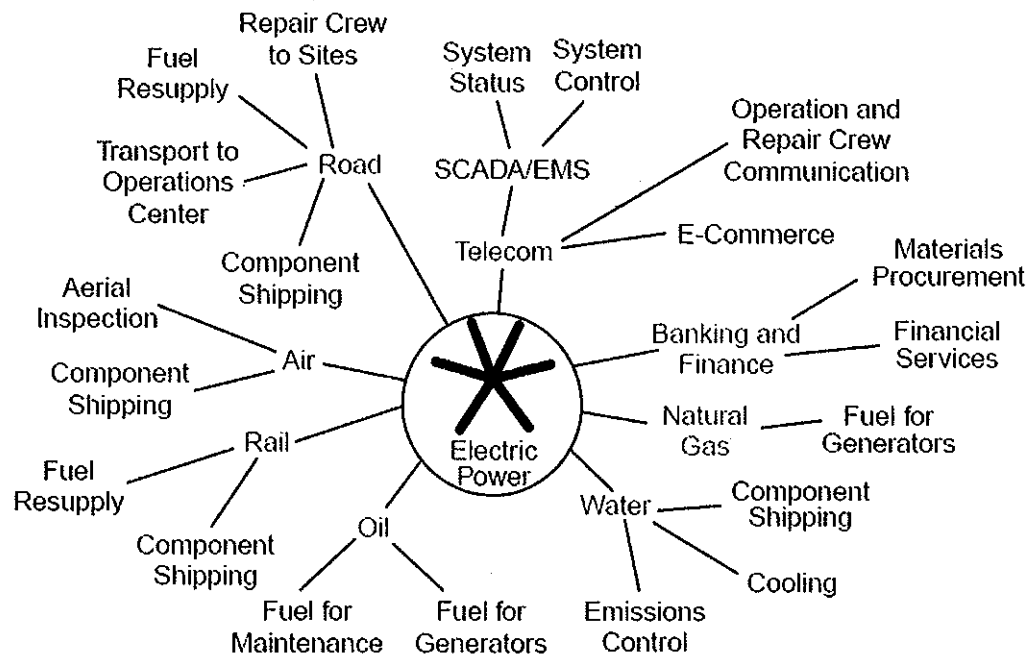 Repair Crew
to Sites
Fuel
Resupply
Transport to
Operations
Center
Road
Component
Shipping
System
Status
System
Control
SCADA/EMS
Operation and
Repair Crew
Communication
Telecom
E-Commerce
Materials
Procurement
Banking and
Finance
Financial
Services
Aerial
Inspection
Air
Component
Shipping
Electric
Power
Natural
Gas
Fuel for
Generators
Rail
Fuel
Resupply
Component
Shipping
Oil
Fuel for
Maintenance
Fuel for
Generators
Water
Component
Shipping
Cooling
Emissions
Control